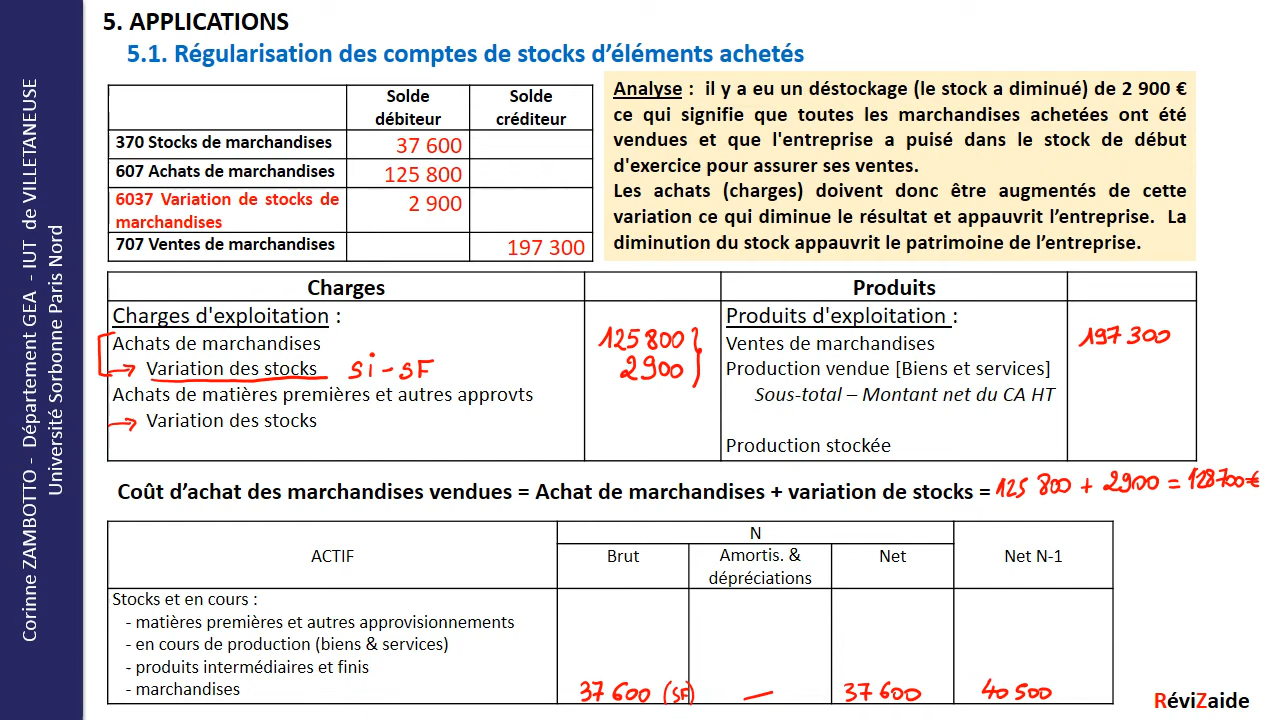 5. APPLICATIONS
5.1. Régularisation des comptes de stocks d'éléments achetés
Corinne ZAMBOTTO - Département GEA - IUT de VILLETANEUSE
Université Sorbonne Paris Nord
Solde débiteur Solde créditeur
370 Stocks de marchandises 37 600
607 Achats de marchandises 125 800
6037 Variation de stocks de 2 900
marchandises
707 Ventes de marchandises 197 300
Analyse : il y a eu un déstockage (le stock a diminué) de 2 900 €
ce qui signifie que toutes les marchandises achetées ont été
vendues et que l'entreprise a puisé dans le stock de début
d'exercice pour assurer ses ventes.
Les achats (charges) doivent donc être augmentés de cette
variation ce qui diminue le résultat et appauvrit l'entreprise. La
diminution du stock appauvrit le patrimoine de l'entreprise.
Charges Produits
Charges d'exploitation : Produits d'exploitation :
Achats de marchandises 125800 Ventes de marchandises 197300
Variation des stocks Si - SF 2900 Production vendue [Biens et services]
Achats de matières premières et autres approvts Sous-total – Montant net du CA HT
Variation des stocks
Production stockée
Coût d'achat des marchandises vendues = Achat de marchandises + variation de stocks = 125 800 + 2900 = 128700€
N
ACTIF Brut Amortis. & dépréciations Net Net N-1
Stocks et en cours :
- matières premières et autres approvisionnements
- en cours de production (biens & services)
- produits intermédiaires et finis
- marchandises 37 600 (SF) — 37 600 40 500
RéviZaide